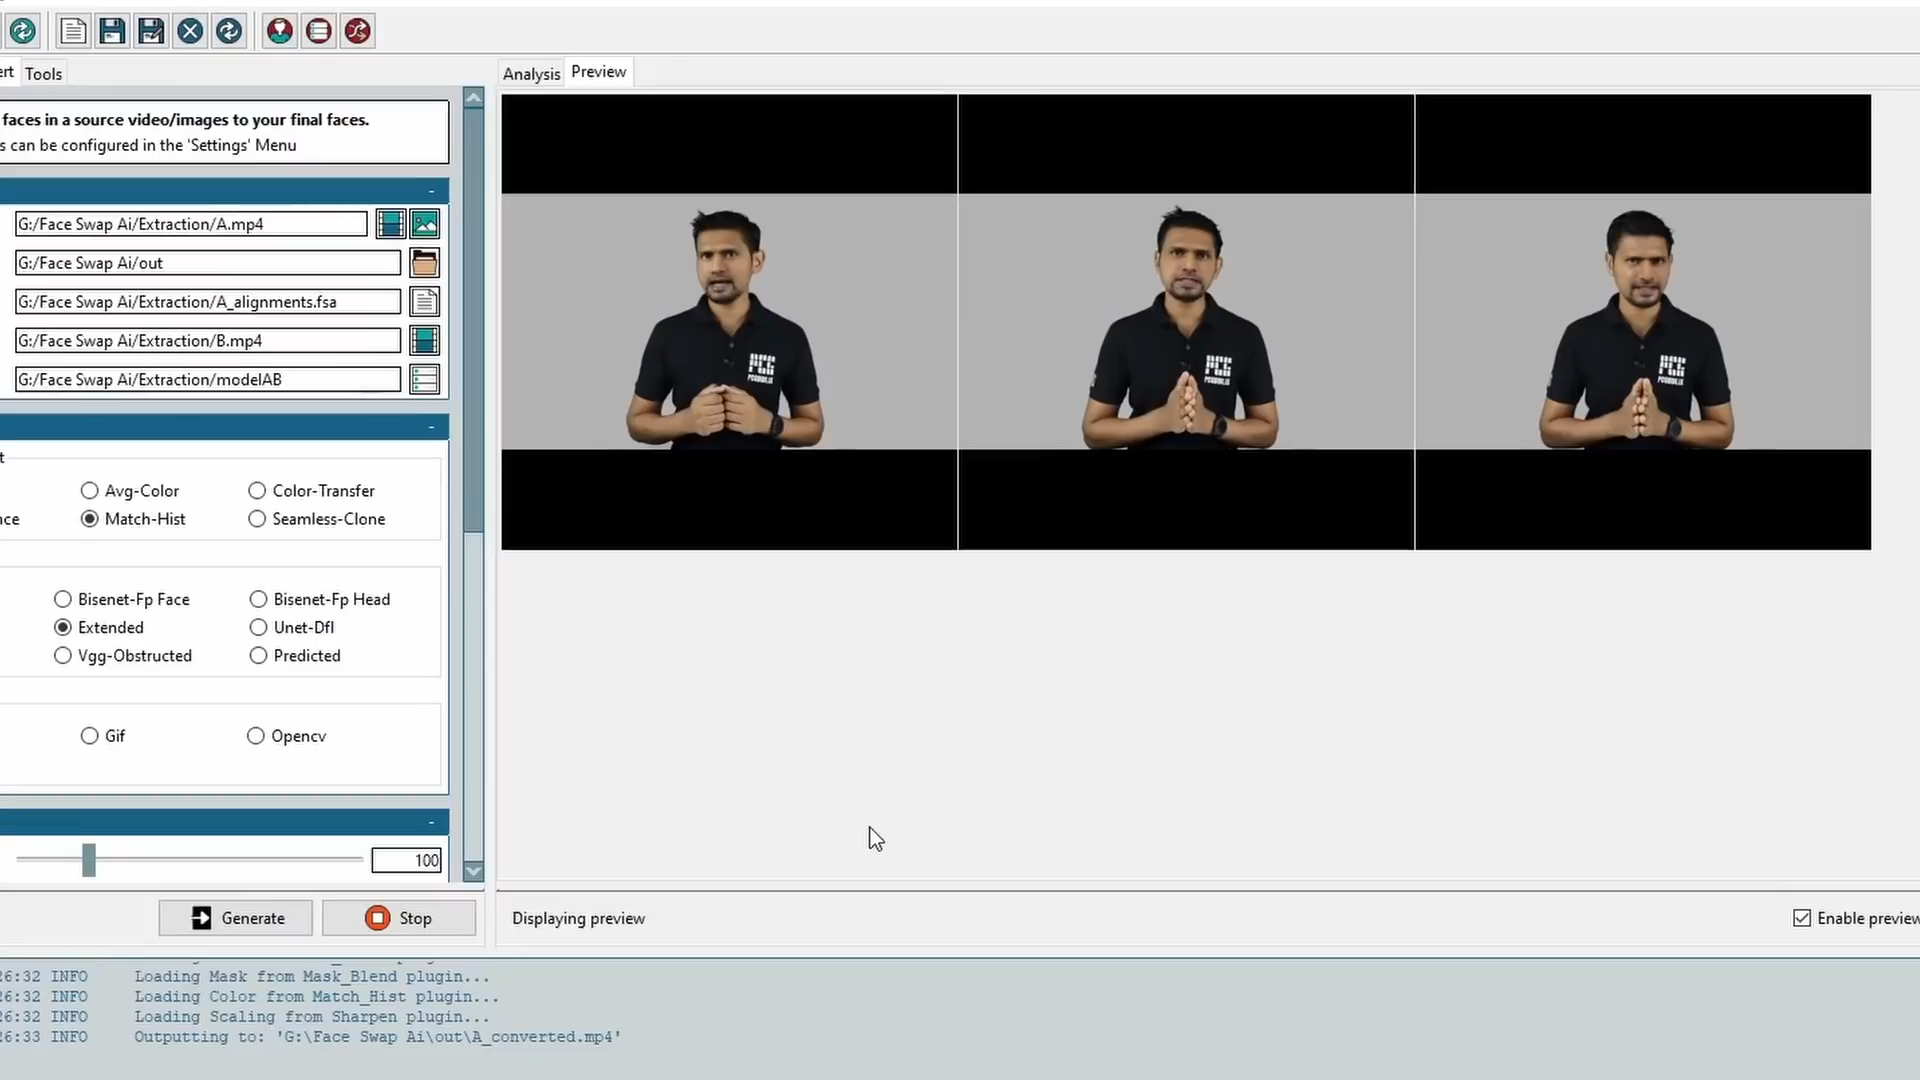 ert Tools
Analysis Preview
faces in a source video/images to your final faces.
s can be configured in the 'Settings' Menu
-
G:/Face Swap Ai/Extraction/A.mp4
G:/Face Swap Ai/out
G:/Face Swap Ai/Extraction/A_alignments.fsa
G:/Face Swap Ai/Extraction/B.mp4
G:/Face Swap Ai/Extraction/modelAB
-
t
Avg-Color Color-Transfer
nce Match-Hist Seamless-Clone
Bisenet-Fp Face Bisenet-Fp Head
Extended Unet-Dfl
Vgg-Obstructed Predicted
Gif Opencv
-
100
Generate Stop
Displaying preview
Enable preview
26:32 INFO Loading Mask from Mask_Blend plugin...
26:32 INFO Loading Color from Match_Hist plugin...
26:32 INFO Loading Scaling from Sharpen plugin...
26:33 INFO Outputting to: 'G:\Face Swap Ai\out\A_converted.mp4'